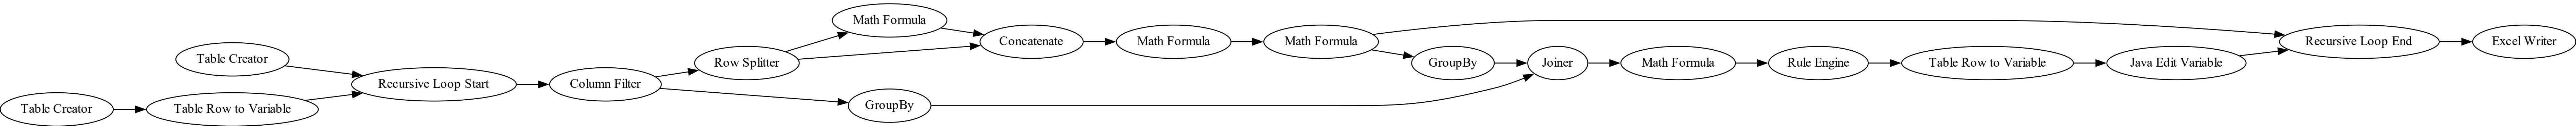 Table Creator
Table Row to Variable
Table Creator
Recursive Loop Start
Column Filter
Row Splitter
Math Formula
Concatenate
Math Formula
Math Formula
GroupBy
GroupBy
Joiner
Math Formula
Rule Engine
Table Row to Variable
Java Edit Variable
Recursive Loop End
Excel Writer